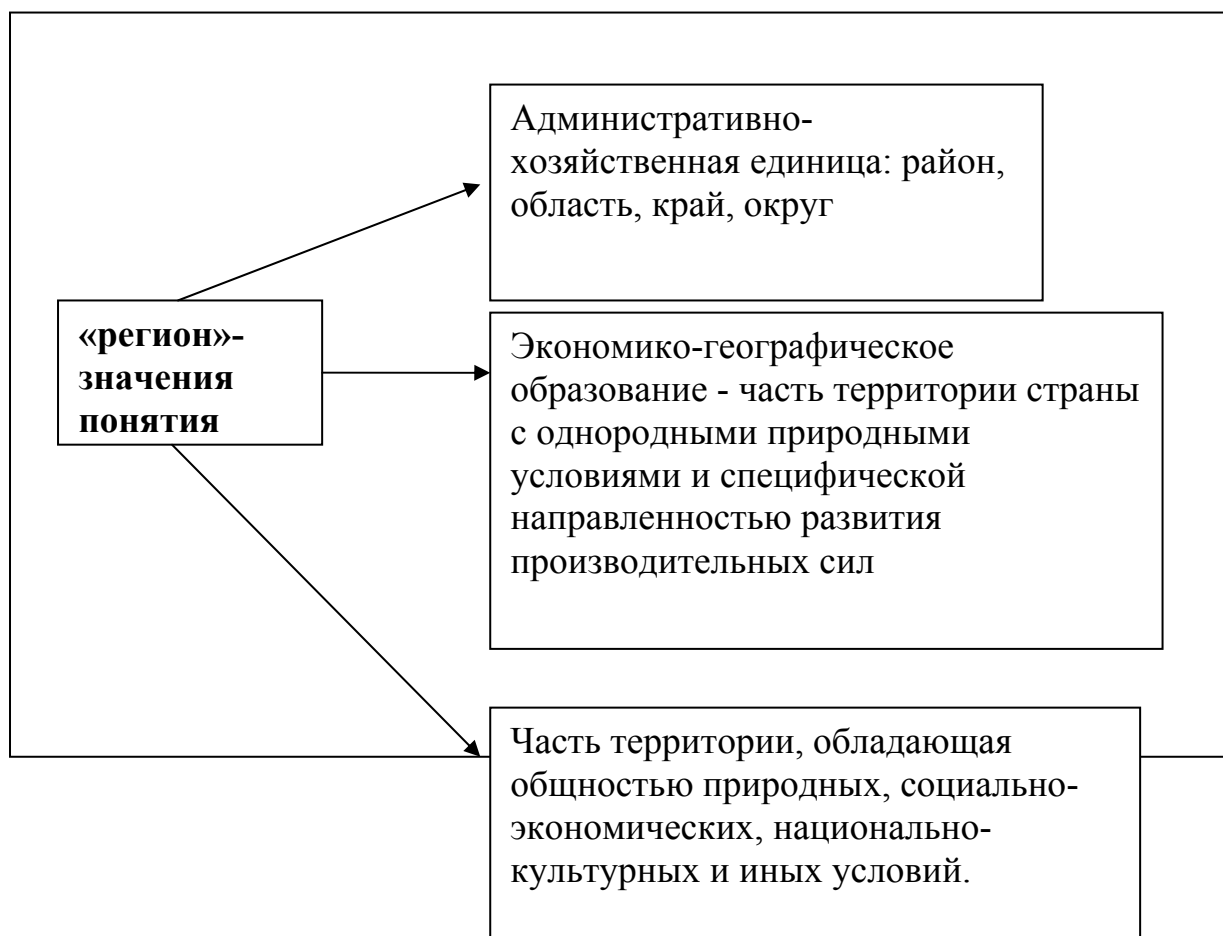 Административно-
хозяйственная единица: район,
область, край, округ
«регион»-
значения
понятия
Экономико-географическое
образование - часть территории страны
с однородными природными
условиями и специфической
направленностью развития
производительных сил
Часть территории, обладающая
общностью природных, социально-
экономических, национально-
культурных и иных условий.